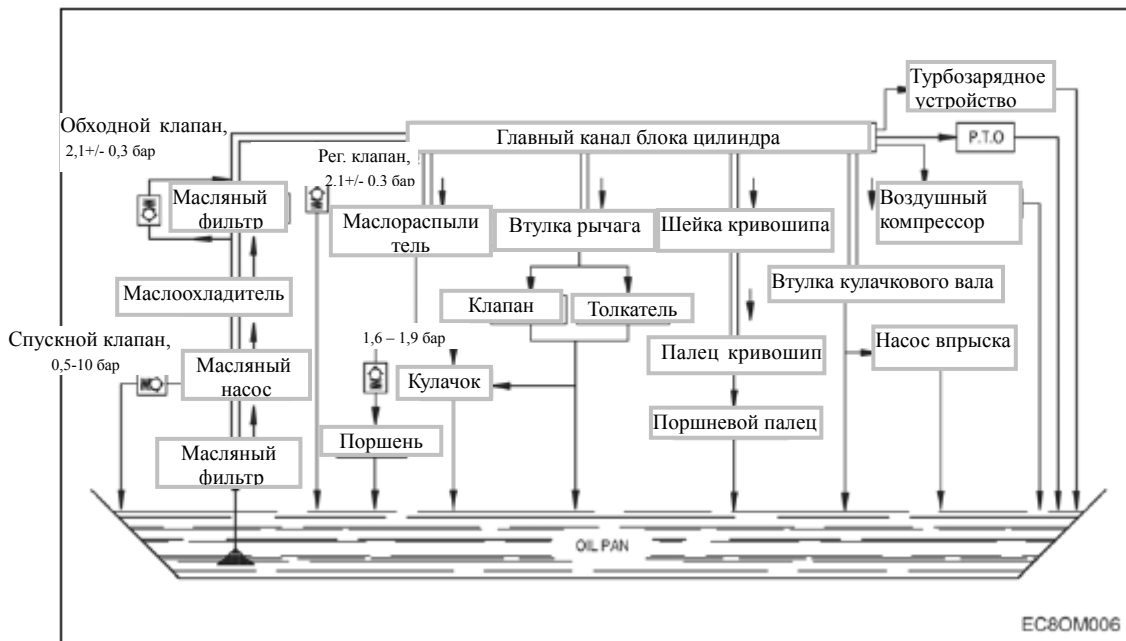 Турбозарядное
устройство
Обходной клапан,
2,1+/- 0,3 бар
Главный канал блока цилиндра
P.T.O
Рег. клапан,
2.1+/- 0.3 бар
Масляный
фильтр
Маслораспыли
тель
Втулка рычага
Шейка кривошипа
Воздушный
компрессор
Маслоохладитель
Клапан
Толкатель
Втулка кулачкового вала
Спускной клапан,
0,5-10 бар
1,6 – 1,9 бар
Масляный
насос
Кулачок
Палец кривошип
Насос впрыска
Поршень
Поршневой палец
Масляный
фильтр
OIL PAN
EC8OM006